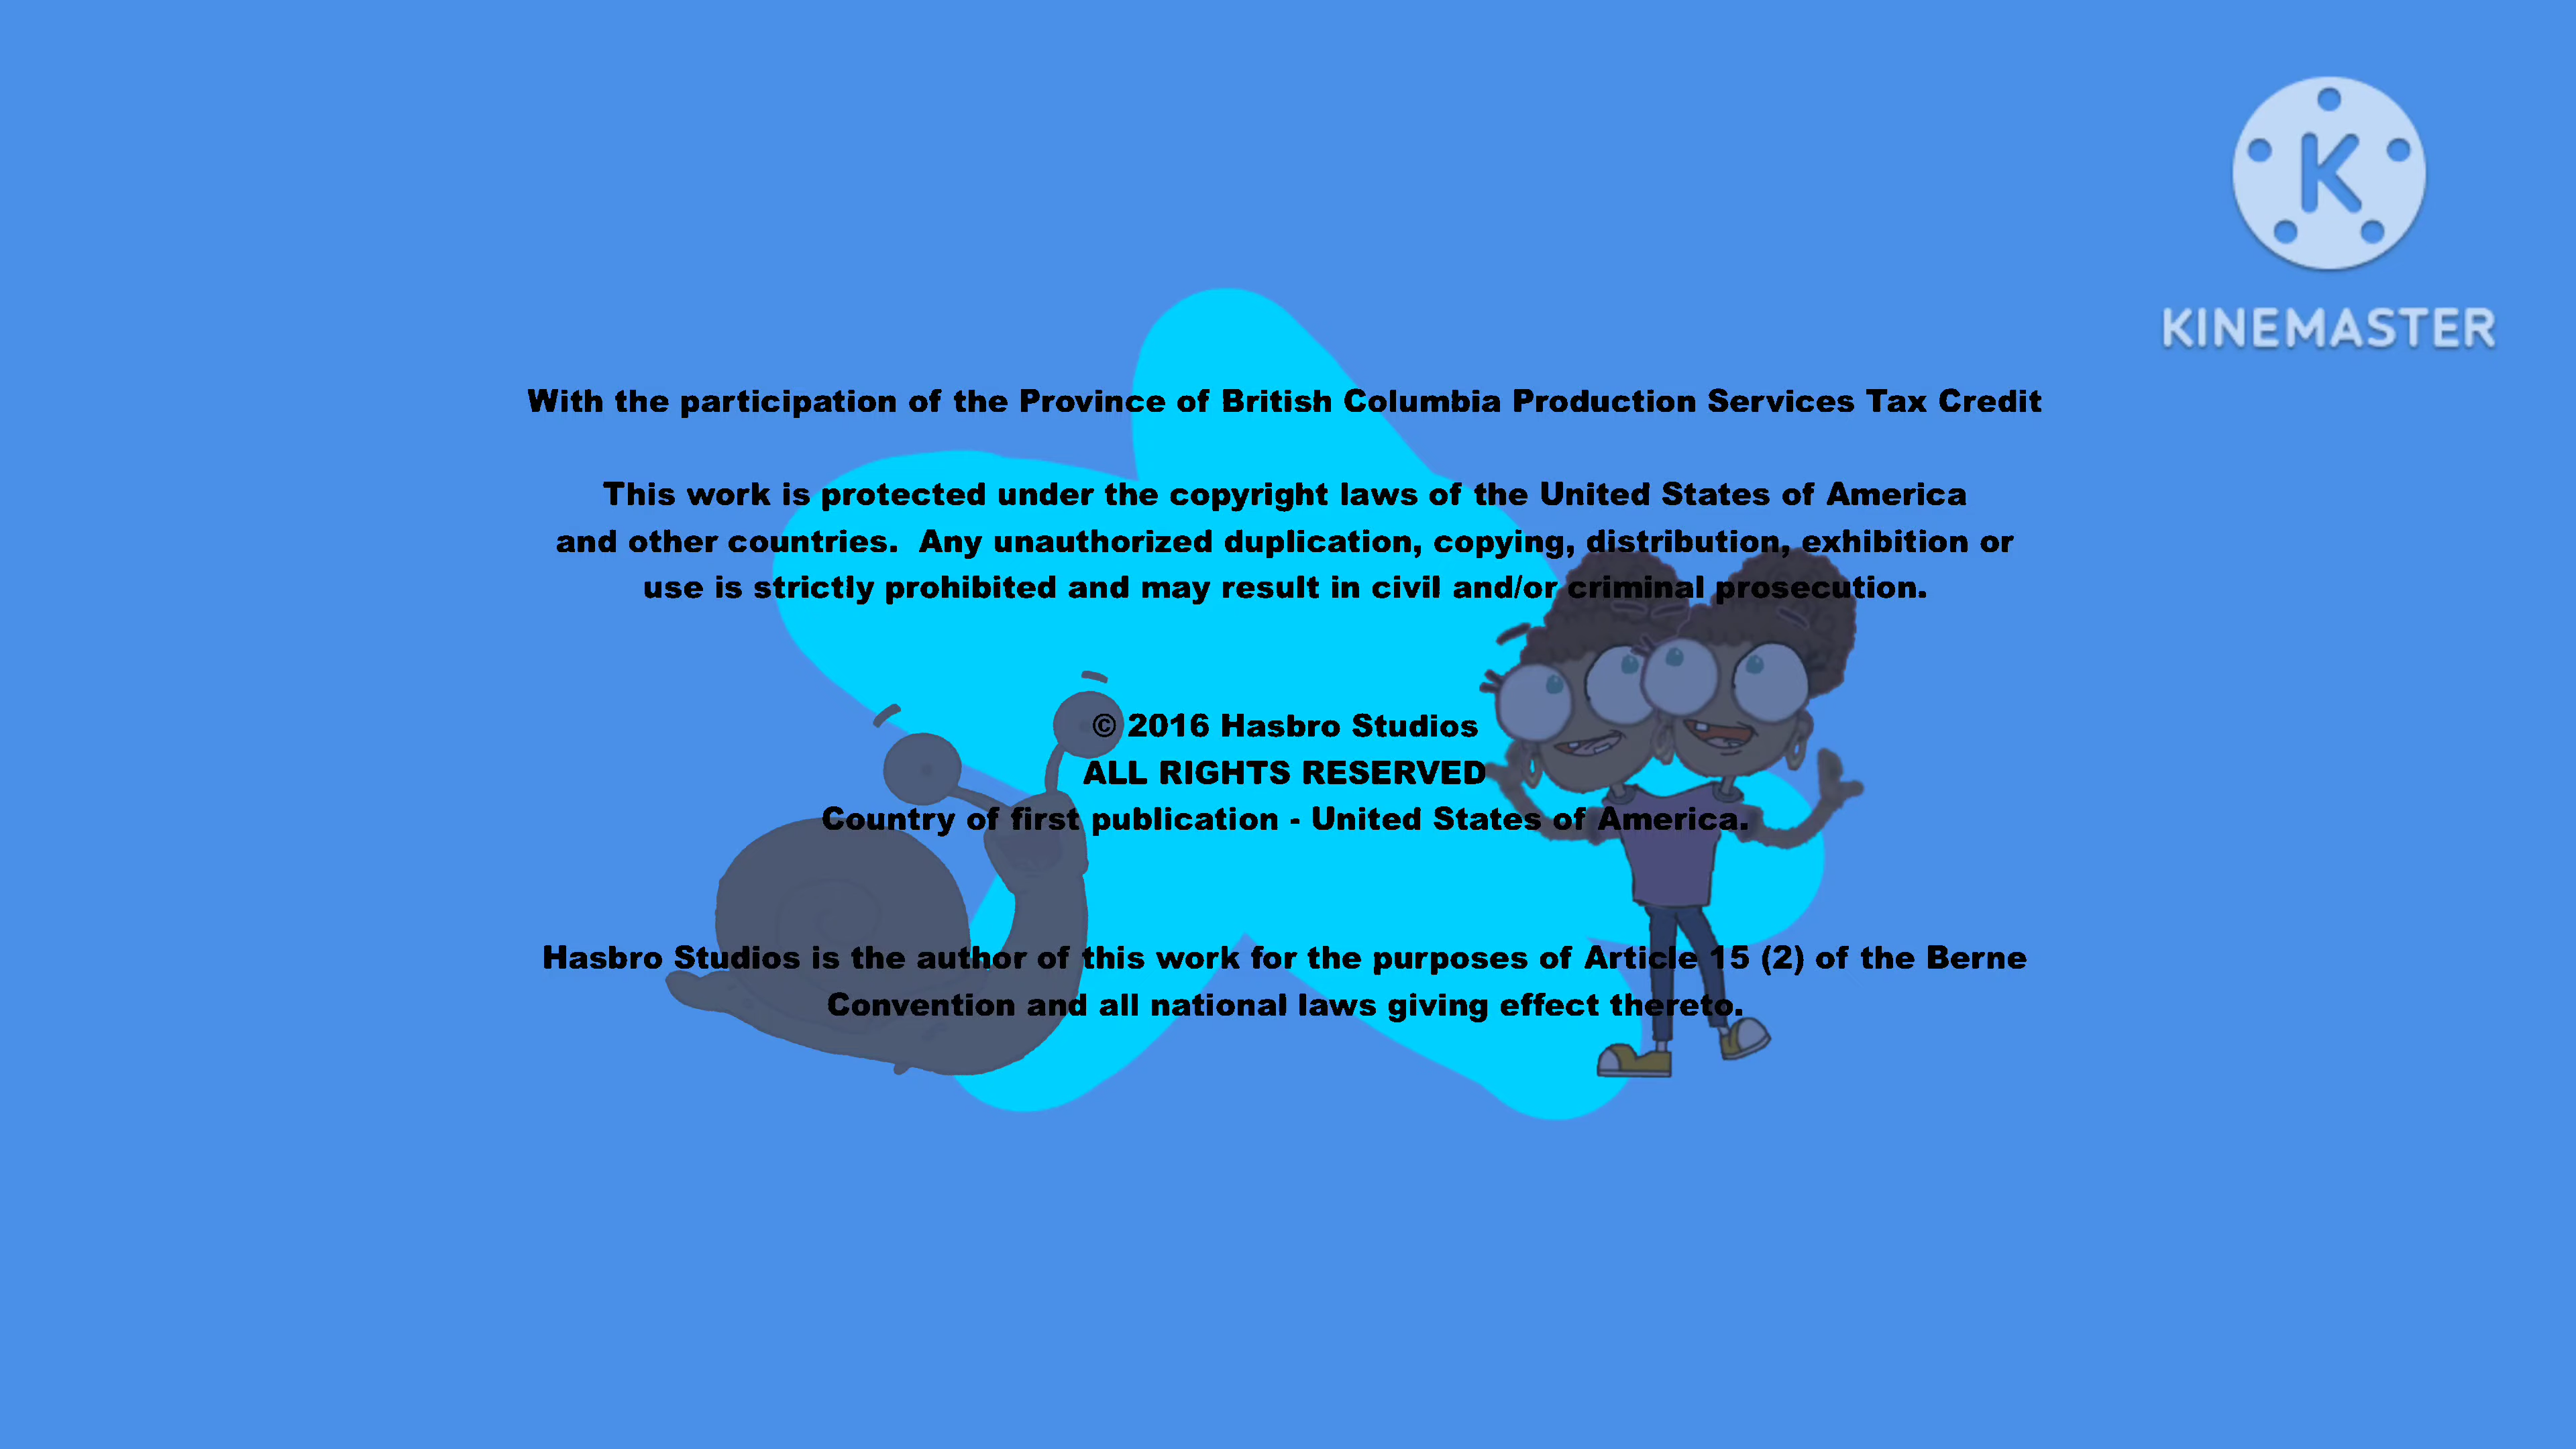 K
KINEMASTER
With the participation of the Province of British Columbia Production Services Tax Credit
This work is protected under the copyright laws of the United States of America
and other countries.  Any unauthorized duplication, copying, distribution, exhibition or
use is strictly prohibited and may result in civil and/or criminal prosecution.
© 2016 Hasbro Studios
ALL RIGHTS RESERVED
Country of first publication - United States of America.
Hasbro Studios is the author of this work for the purposes of Article 15 (2) of the Berne
Convention and all national laws giving effect thereto.